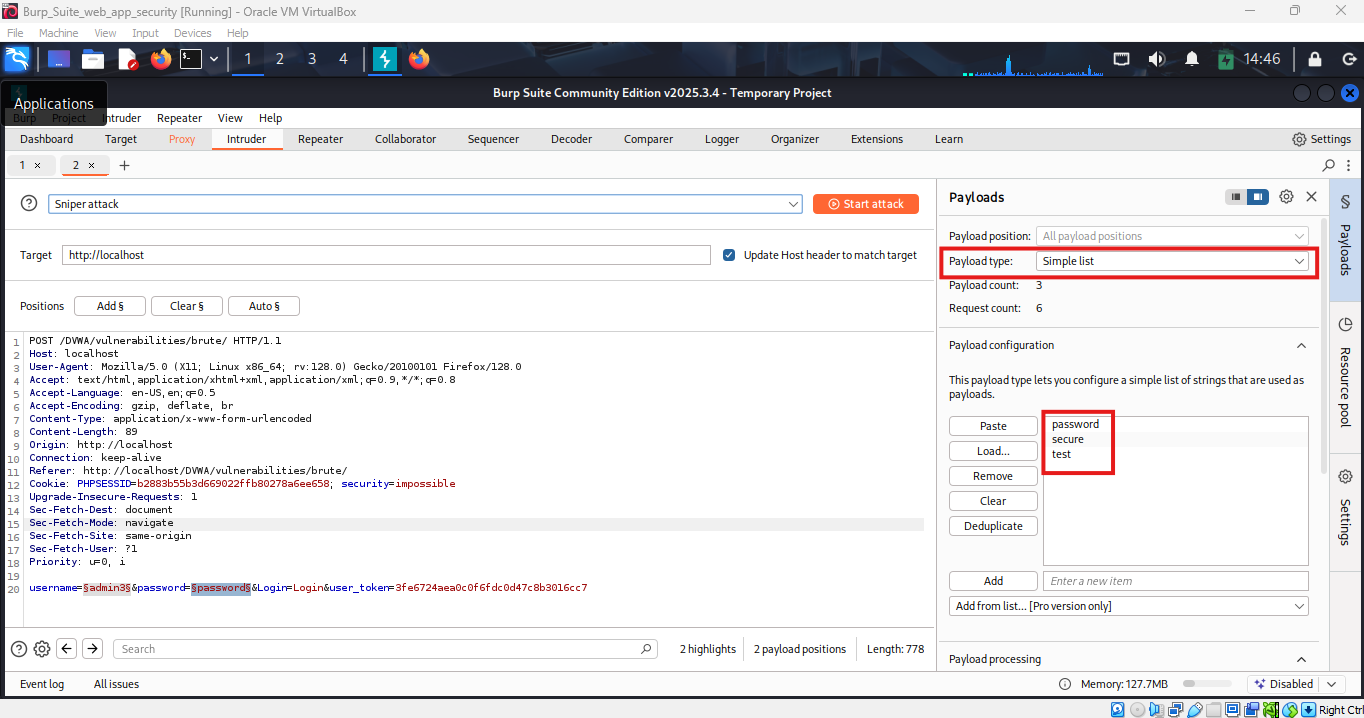 Burp_Suite_web_app_security [Running] - Oracle VM VirtualBox
File Machine View Input Devices Help
1 2 3 4 14:46
Applications
Burp Suite Community Edition v2025.3.4 - Temporary Project
Burp Project Intruder Repeater View Help
Dashboard Target Proxy Intruder Repeater Collaborator Sequencer Decoder Comparer Logger Organizer Extensions Learn Settings
1 × 2 × +
Sniper attack
Start attack
Target http://localhost Update Host header to match target
Positions Add § Clear § Auto §
1 POST /DVWA/vulnerabilities/brute/ HTTP/1.1
2 Host: localhost
3 User-Agent: Mozilla/5.0 (X11; Linux x86_64; rv:128.0) Gecko/20100101 Firefox/128.0
4 Accept: text/html,application/xhtml+xml,application/xml;q=0.9,*/*;q=0.8
5 Accept-Language: en-US,en;q=0.5
6 Accept-Encoding: gzip, deflate, br
7 Content-Type: application/x-www-form-urlencoded
8 Content-Length: 89
9 Origin: http://localhost
10 Connection: keep-alive
11 Referer: http://localhost/DVWA/vulnerabilities/brute/
12 Cookie: PHPSESSID=b2883b55b3d669022ffb80278a6ee658; security=impossible
13 Upgrade-Insecure-Requests: 1
14 Sec-Fetch-Dest: document
15 Sec-Fetch-Mode: navigate
16 Sec-Fetch-Site: same-origin
17 Sec-Fetch-User: ?1
18 Priority: u=0, i
19
20 username=§admin3§&password=§password§&Login=Login&user_token=3fe6724aea0c0f6fdc0d47c8b3016cc7
Search
2 highlights 2 payload positions Length: 778
Payloads
Payload position: All payload positions
Payload type: Simple list
Payload count: 3
Request count: 6
Payload configuration
This payload type lets you configure a simple list of strings that are used as
payloads.
Paste
Load...
Remove
Clear
Deduplicate
password
secure
test
Add Enter a new item
Add from list... [Pro version only]
Payload processing
§ Payloads
Resource pool
Settings
Event log All issues
Memory: 127.7MB
Disabled
Right Ctrl